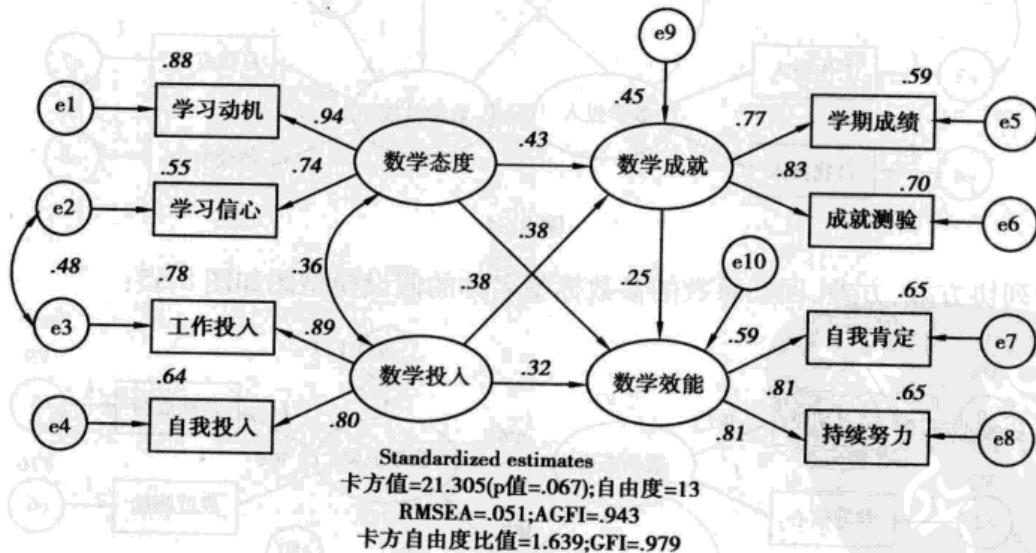 e9
.88
.59
e1
学习动机
.94
.45
.77
学期成绩
e5
数学态度
.43
数学成就
.55
.74
.83
.70
e2
学习信心
成就测验
e6
.38
.48
.36
.38
.25
e10
.78
.65
e3
工作投入
.89
.59
自我肯定
e7
数学投入
.32
数学效能
.64
.81
.65
e4
自我投入
.80
.81
持续努力
e8
Standardized estimates
卡方值=21.305(p值=.067);自由度=13
RMSEA=.051;AGFI=.943
卡方自由度比值=1.639;GFI=.979